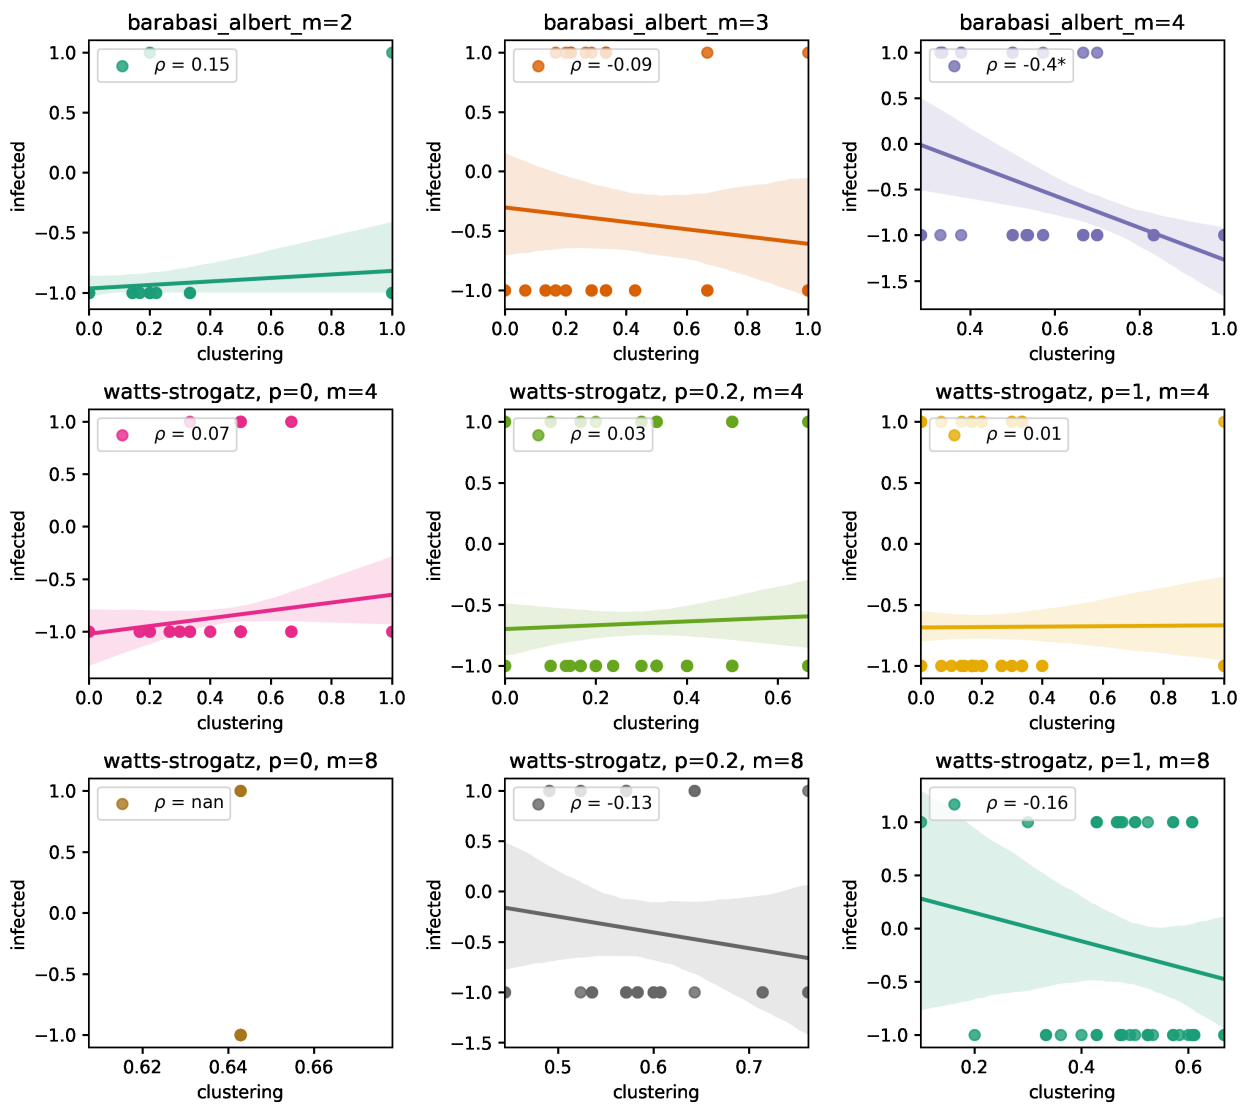 barabasi_albert_m=2
1.0
0.5
0.0
−0.5
−1.0
infected
ρ = 0.15
0.0 0.2 0.4 0.6 0.8 1.0
clustering
barabasi_albert_m=3
1.0
0.5
0.0
−0.5
−1.0
infected
ρ = -0.09
0.0 0.2 0.4 0.6 0.8 1.0
clustering
barabasi_albert_m=4
1.0
0.5
0.0
−0.5
−1.0
−1.5
infected
ρ = -0.4*
0.4 0.6 0.8 1.0
clustering
watts-strogatz, p=0, m=4
1.0
0.5
0.0
−0.5
−1.0
infected
ρ = 0.07
0.0 0.2 0.4 0.6 0.8 1.0
clustering
watts-strogatz, p=0.2, m=4
1.0
0.5
0.0
−0.5
−1.0
infected
ρ = 0.03
0.0 0.2 0.4 0.6
clustering
watts-strogatz, p=1, m=4
1.0
0.5
0.0
−0.5
−1.0
infected
ρ = 0.01
0.0 0.2 0.4 0.6 0.8 1.0
clustering
watts-strogatz, p=0, m=8
1.0
0.5
0.0
−0.5
−1.0
infected
ρ = nan
0.62 0.64 0.66
clustering
watts-strogatz, p=0.2, m=8
1.0
0.5
0.0
−0.5
−1.0
−1.5
infected
ρ = -0.13
0.5 0.6 0.7
clustering
watts-strogatz, p=1, m=8
1.0
0.5
0.0
−0.5
−1.0
infected
ρ = -0.16
0.2 0.4 0.6
clustering